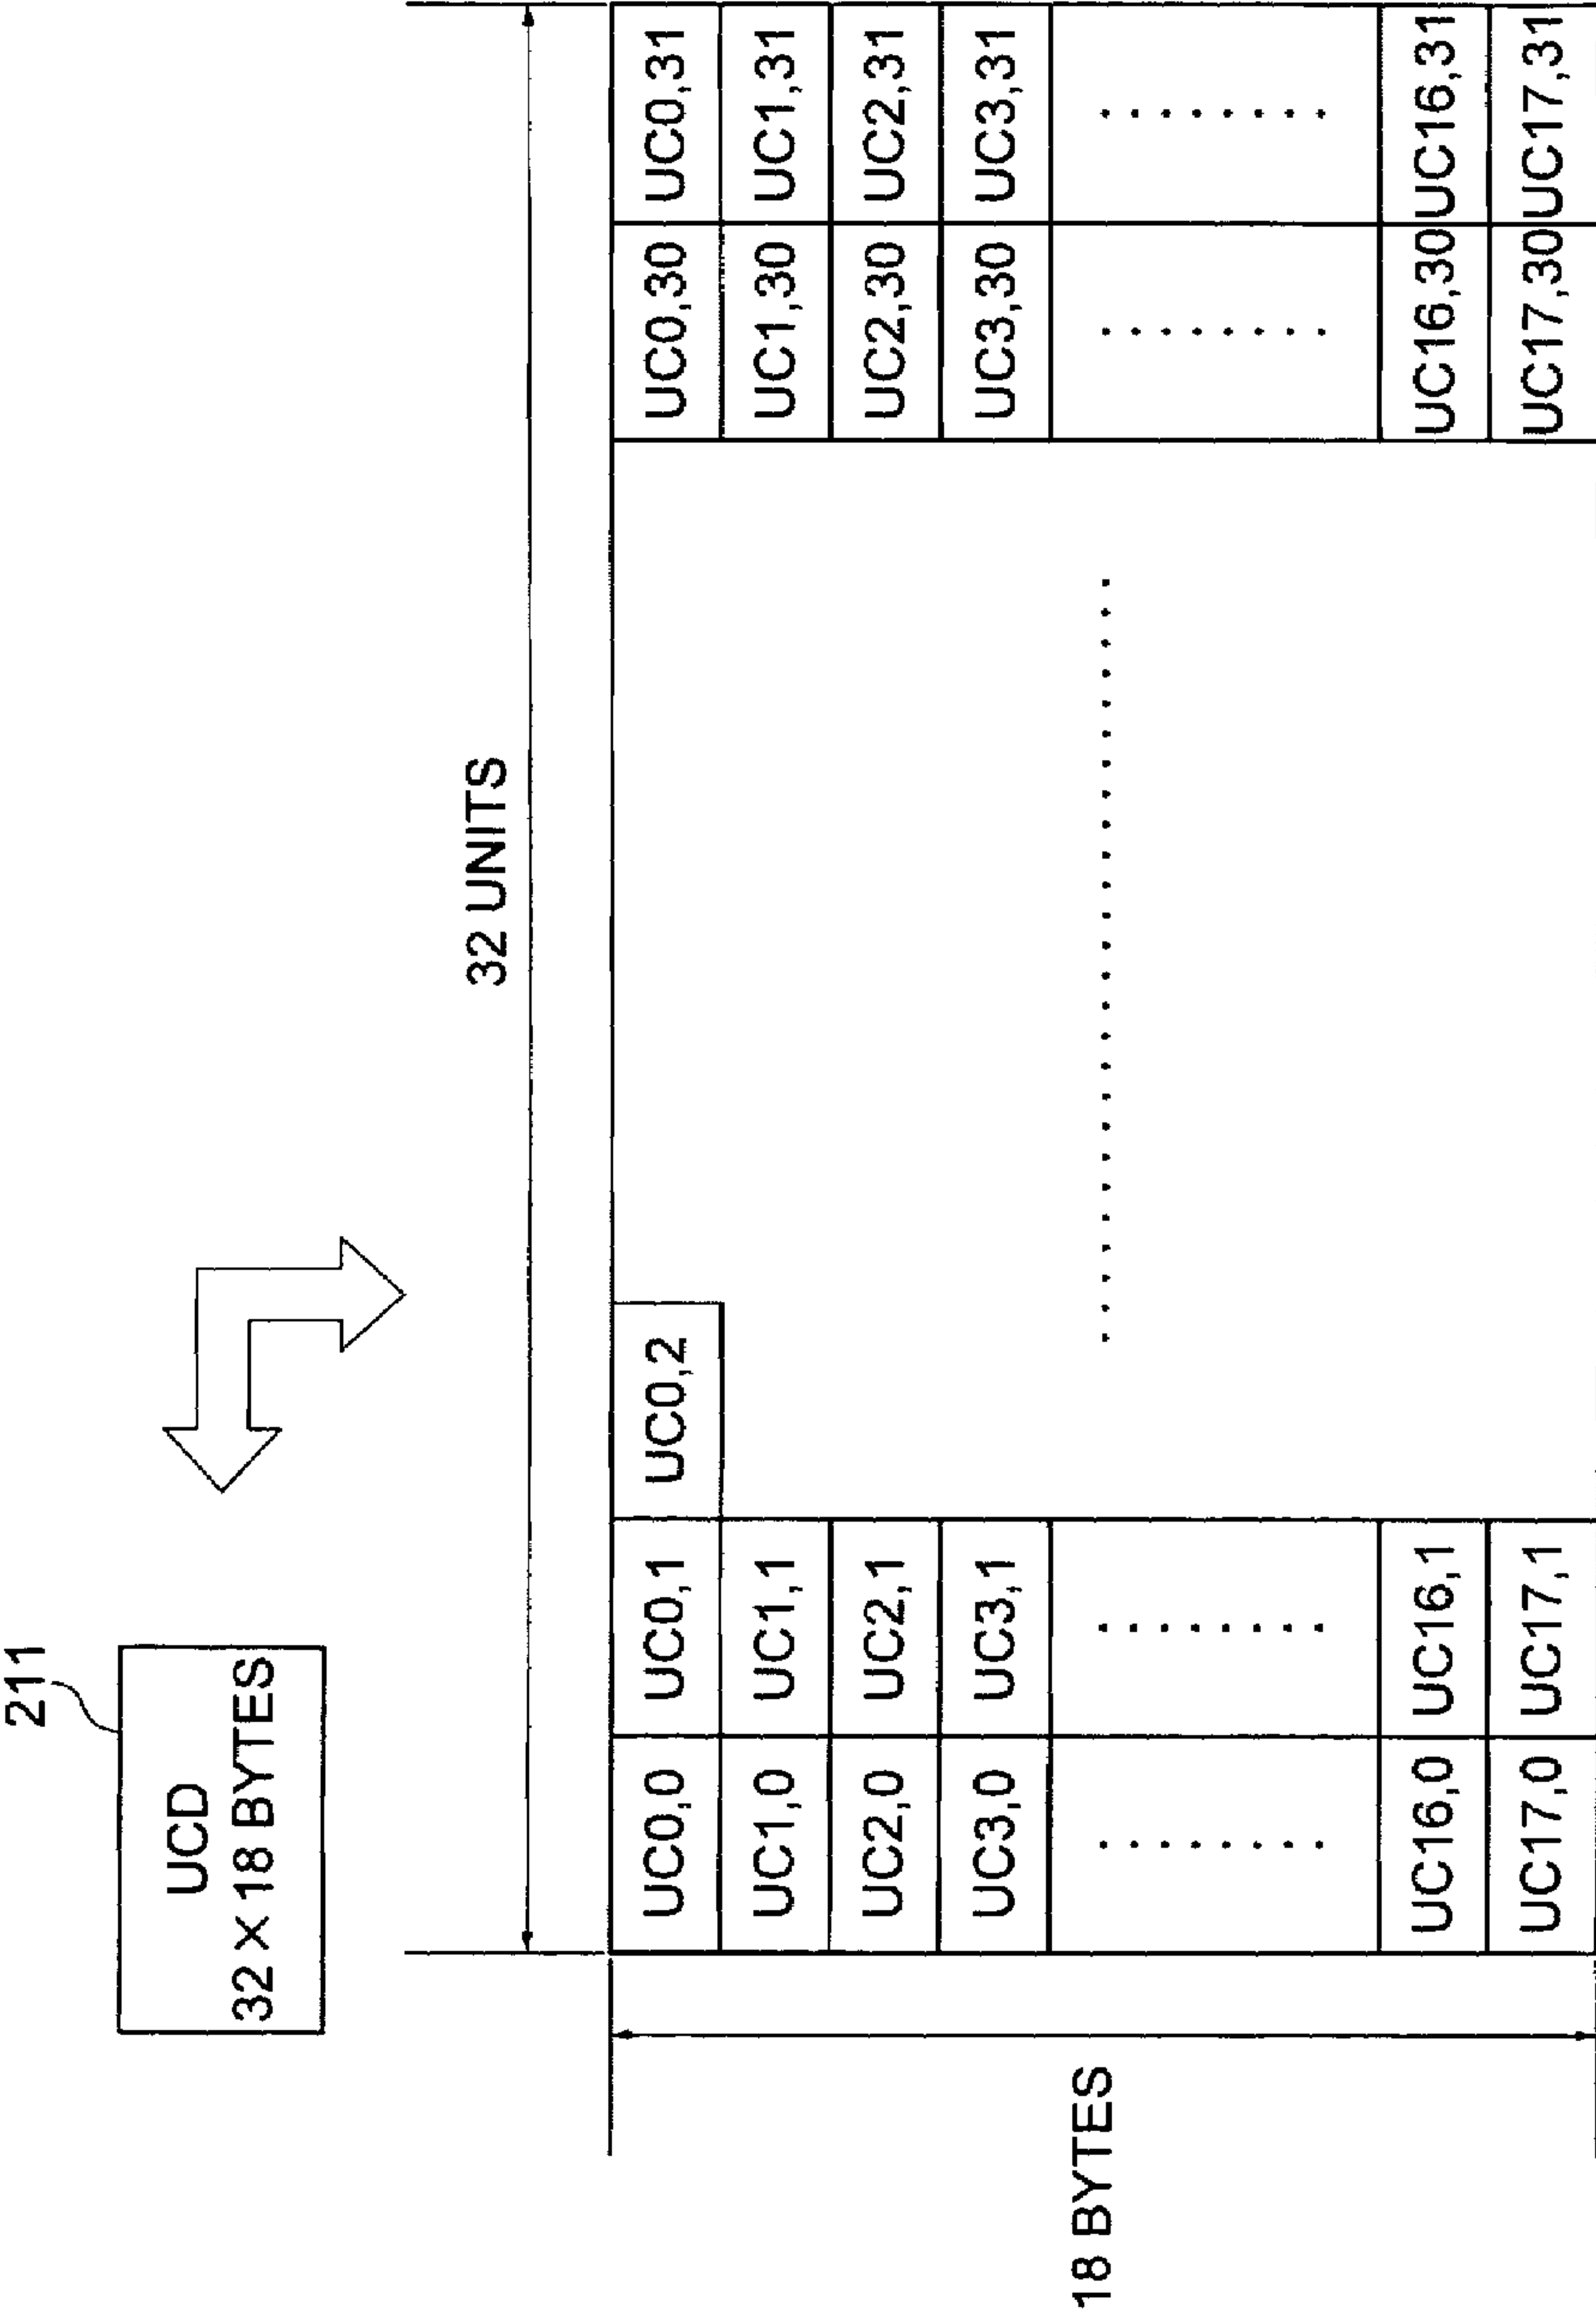 211
UCD
32 × 18 BYTES
32 UNITS
18 BYTES
UC0,0 UC0,1 UC0,2 UC0,30 UC0,31
UC1,0 UC1,1 UC1,30 UC1,31
UC2,0 UC2,1 UC2,30 UC2,31
UC3,0 UC3,1 UC3,30 UC3,31
UC16,0 UC16,1 UC16,30 UC16,31
UC17,0 UC17,1 UC17,30 UC17,31